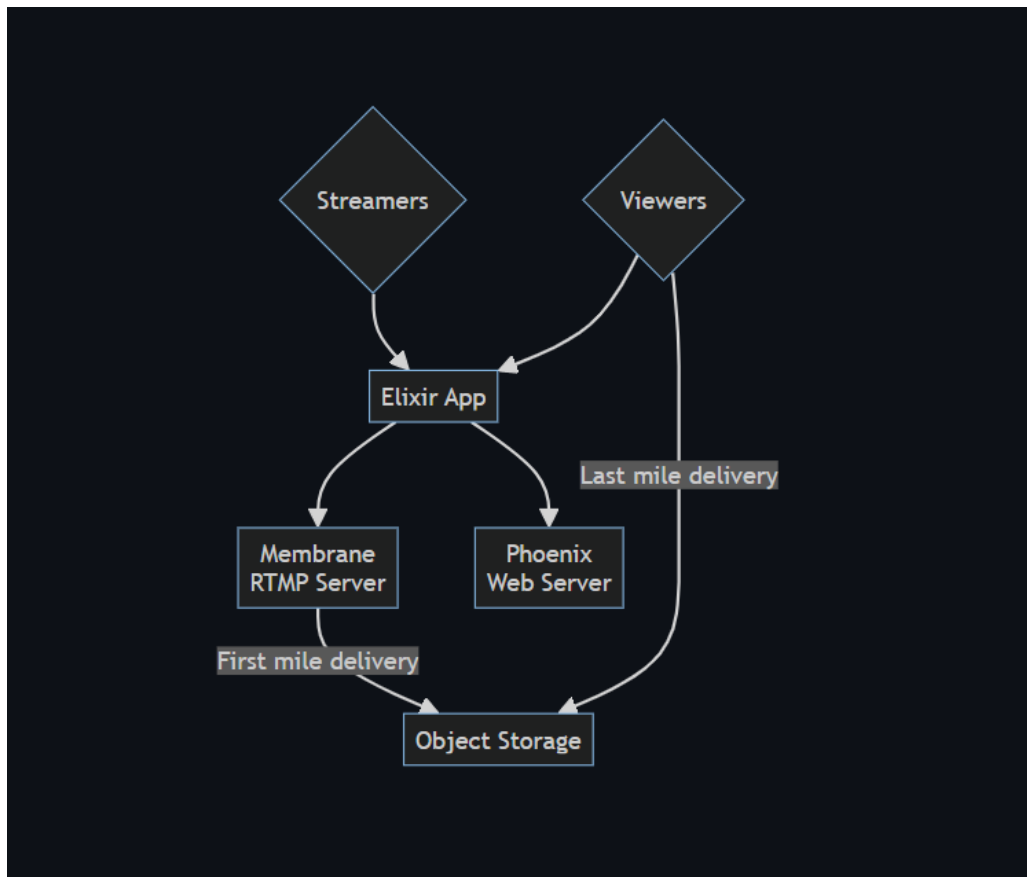 Streamers
Viewers
Elixir App
Last mile delivery
Membrane
RTMP Server
Phoenix
Web Server
First mile delivery
Object Storage